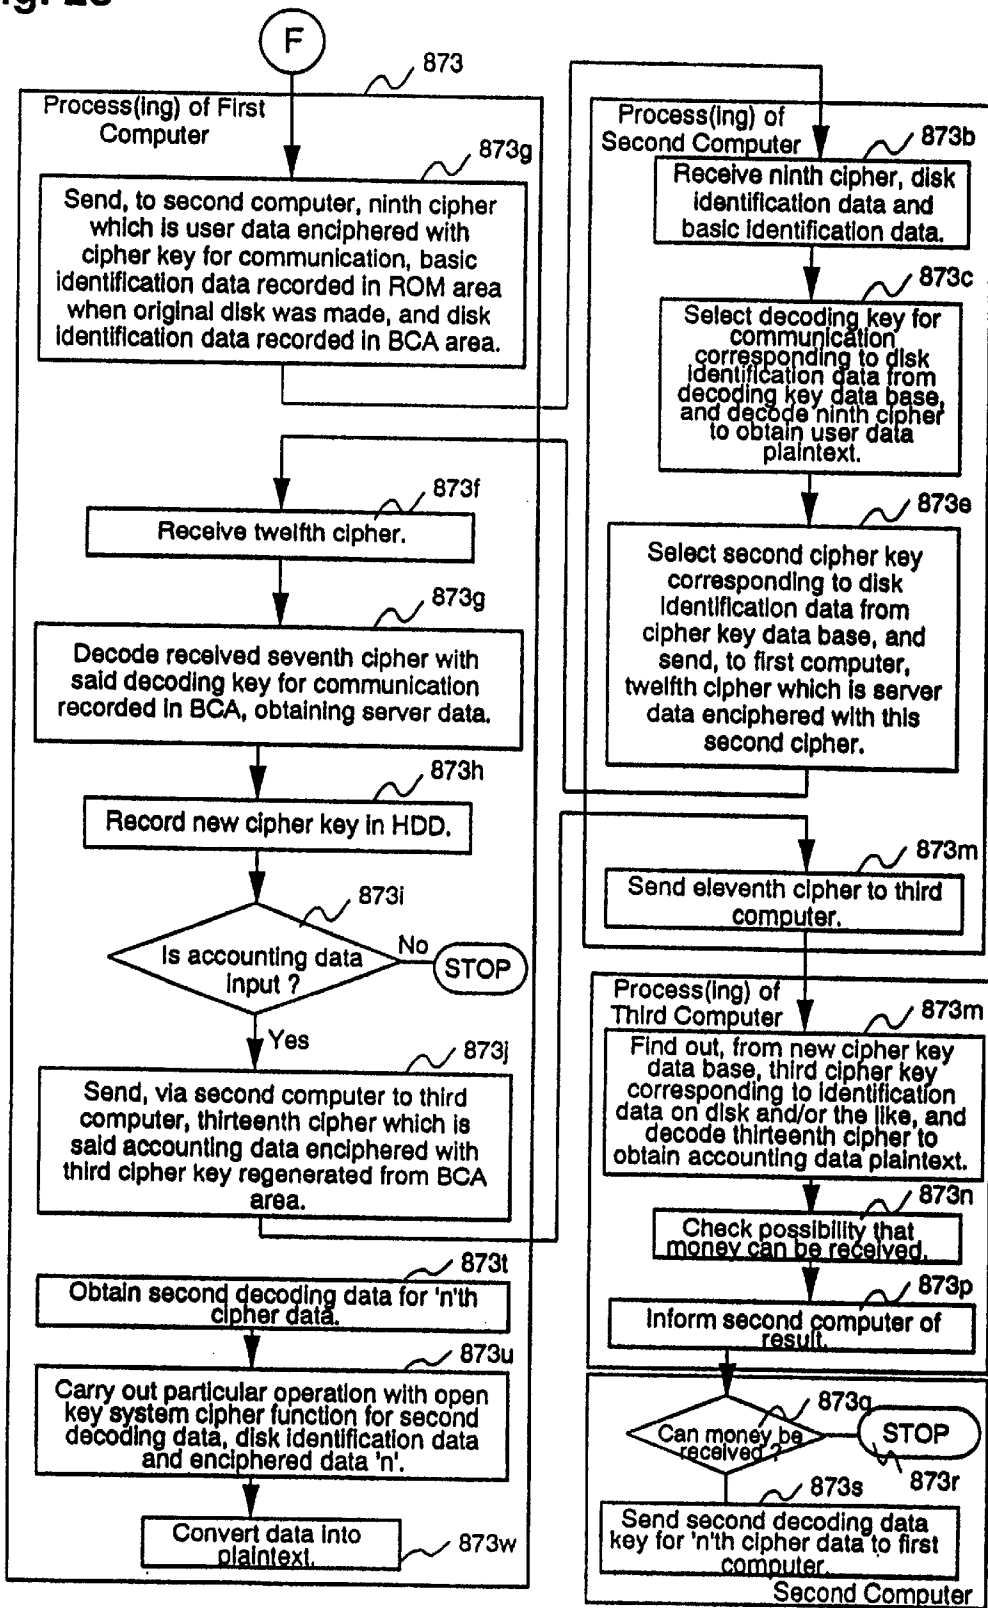 F
873
Process(ing) of First
Computer
873g
Send, to second computer, ninth cipher
which is user data enciphered with
cipher key for communication, basic
identification data recorded in ROM area
when original disk was made, and disk
identification data recorded in BCA area.
873f
Receive twelfth cipher.
873g
Decode received seventh cipher with
said decoding key for communication
recorded in BCA, obtaining server data.
873h
Record new cipher key in HDD.
873i
Is accounting data
input ?
No
STOP
Yes
873j
Send, via second computer to third
computer, thirteenth cipher which is
said accounting data enciphered with
third cipher key regenerated from BCA
area.
873t
Obtain second decoding data for 'n'th
cipher data.
873u
Carry out particular operation with open
key system cipher function for second
decoding data, disk identification data
and enciphered data 'n'.
Convert data into
plaintext.
873w
Process(ing) of
Second Computer
873b
Receive ninth cipher, disk
identification data and
basic identification data.
873c
Select decoding key for
communication
corresponding to disk
identification data from
decoding key data base,
and decode ninth cipher
to obtain user data
plaintext.
873e
Select second cipher key
corresponding to disk
identification data from
cipher key data base, and
send, to first computer,
twelfth cipher which is server
data enciphered with this
second cipher.
873m
Send eleventh cipher to third
computer.
Process(ing) of
Third Computer
873m
Find out, from new cipher key
data base, third cipher key
corresponding to identification
data on disk and/or the like, and
decode thirteenth cipher to
obtain accounting data plaintext.
873n
Check possibility that
money can be received.
873p
Inform second computer of
result.
873q
Can money be
received ?
STOP
873r
873s
Send second decoding data
key for 'n'th cipher data to first
computer.
Second Computer